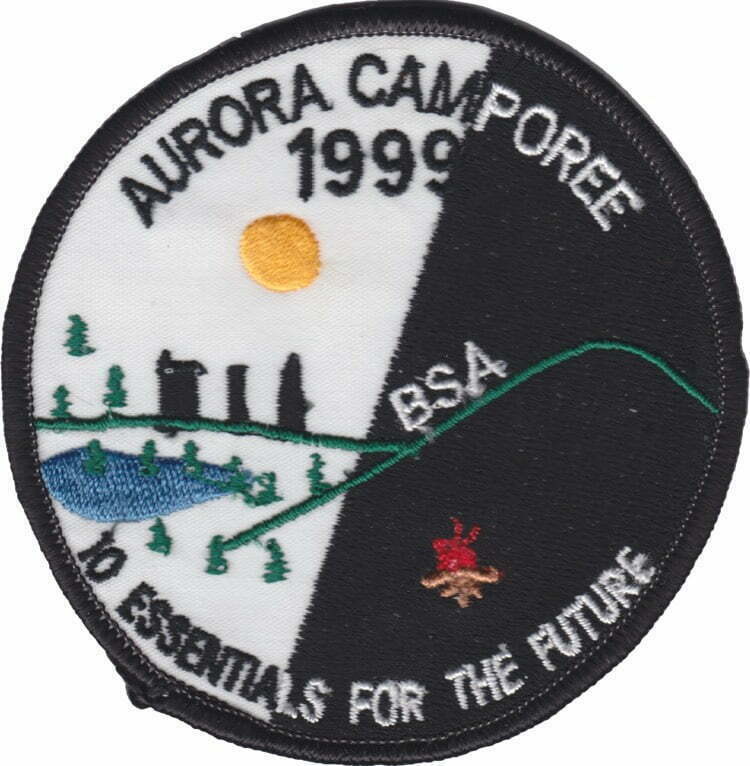 AURORA CAMPOREE
1999
BSA
10 ESSENTIALS FOR THE FUTURE